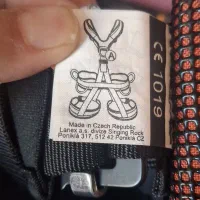 A
Made in Czech Republic
Lanex a.s. divize Singing Rock
Poniklá 317, 512 42 Poniklá CZ
CE 1019